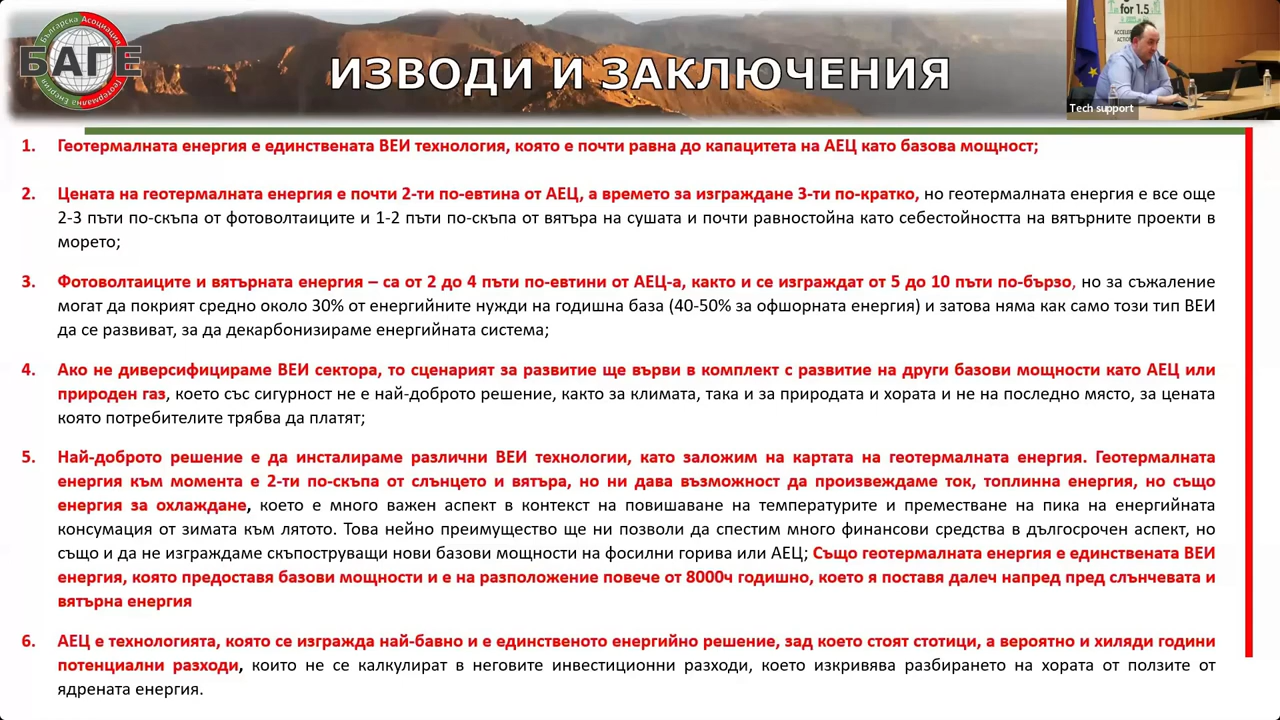 Българска Асоциация
БАГЕ
Геотермална Енергия
ИЗВОДИ И ЗАКЛЮЧЕНИЯ
for 1.5
Tech support
1. Геотермалната енергия е единствената ВЕИ технология, която е почти равна до капацитета на АЕЦ като базова мощност;
2. Цената на геотермалната енергия е почти 2-ти по-евтина от АЕЦ, а времето за изграждане 3-ти по-кратко, но геотермалната енергия е все още
2-3 пъти по-скъпа от фотоволтаиците и 1-2 пъти по-скъпа от вятъра на сушата и почти равностойна като себестойността на вятърните проекти в
морето;
3. Фотоволтаиците и вятърната енергия – са от 2 до 4 пъти по-евтини от АЕЦ-а, както и се изграждат от 5 до 10 пъти по-бързо, но за съжаление
могат да покрият средно около 30% от енергийните нужди на годишна база (40-50% за офшорната енергия) и затова няма как само този тип ВЕИ
да се развиват, за да декарбонизираме енергийната система;
4. Ако не диверсифицираме ВЕИ сектора, то сценарият за развитие ще върви в комплект с развитие на други базови мощности като АЕЦ или
природен газ, което със сигурност не е най-доброто решение, както за климата, така и за природата и хората и не на последно място, за цената
която потребителите трябва да платят;
5. Най-доброто решение е да инсталираме различни ВЕИ технологии, като заложим на картата на геотермалната енергия. Геотермалната
енергия към момента е 2-ти по-скъпа от слънцето и вятъра, но ни дава възможност да произвеждаме ток, топлинна енергия, но също
енергия за охлаждане, което е много важен аспект в контекст на повишаване на температурите и преместване на пика на енергийната
консумация от зимата към лятото. Това нейно преимущество ще ни позволи да спестим много финансови средства в дългосрочен аспект, но
също и да не изграждаме скъпоструващи нови базови мощности на фосилни горива или АЕЦ; Също геотермалната енергия е единствената ВЕИ
енергия, която предоставя базови мощности и е на разположение повече от 8000ч годишно, което я поставя далеч напред пред слънчевата и
вятърна енергия
6. АЕЦ е технологията, която се изгражда най-бавно и е единственото енергийно решение, зад което стоят стотици, а вероятно и хиляди години
потенциални разходи, които не се калкулират в неговите инвестиционни разходи, което изкривява разбирането на хората от ползите от
ядрената енергия.